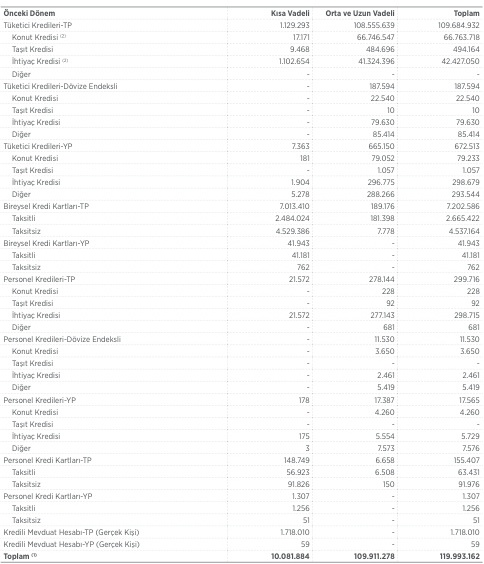 Önceki Dönem Kısa Vadeli Orta ve Uzun Vadeli Toplam
Tüketici Kredileri-TP 1.129.293 108.555.639 109.684.932
Konut Kredisi (2) 17.171 66.746.547 66.763.718
Taşıt Kredisi 9.468 484.696 494.164
İhtiyaç Kredisi (2) 1.102.654 41.324.396 42.427.050
Diğer - - -
Tüketici Kredileri-Dövize Endeksli - 187.594 187.594
Konut Kredisi - 22.540 22.540
Taşıt Kredisi - 10 10
İhtiyaç Kredisi - 79.630 79.630
Diğer - 85.414 85.414
Tüketici Kredileri-YP 7.363 665.150 672.513
Konut Kredisi 181 79.052 79.233
Taşıt Kredisi - 1.057 1.057
İhtiyaç Kredisi 1.904 296.775 298.679
Diğer 5.278 288.266 293.544
Bireysel Kredi Kartları-TP 7.013.410 189.176 7.202.586
Taksitli 2.484.024 181.398 2.665.422
Taksitsiz 4.529.386 7.778 4.537.164
Bireysel Kredi Kartları-YP 41.943 - 41.943
Taksitli 41.181 - 41.181
Taksitsiz 762 - 762
Personel Kredileri-TP 21.572 278.144 299.716
Konut Kredisi - 228 228
Taşıt Kredisi - 92 92
İhtiyaç Kredisi 21.572 277.143 298.715
Diğer - 681 681
Personel Kredileri-Dövize Endeksli - 11.530 11.530
Konut Kredisi - 3.650 3.650
Taşıt Kredisi - - -
İhtiyaç Kredisi - 2.461 2.461
Diğer - 5.419 5.419
Personel Kredileri-YP 178 17.387 17.565
Konut Kredisi - 4.260 4.260
Taşıt Kredisi - - -
İhtiyaç Kredisi 175 5.554 5.729
Diğer 3 7.573 7.576
Personel Kredi Kartları-TP 148.749 6.658 155.407
Taksitli 56.923 6.508 63.431
Taksitsiz 91.826 150 91.976
Personel Kredi Kartları-YP 1.307 - 1.307
Taksitli 1.256 - 1.256
Taksitsiz 51 - 51
Kredili Mevduat Hesabı-TP (Gerçek Kişi) 1.718.010 - 1.718.010
Kredili Mevduat Hesabı-YP (Gerçek Kişi) 59 - 59
Toplam (1) 10.081.884 109.911.278 119.993.162